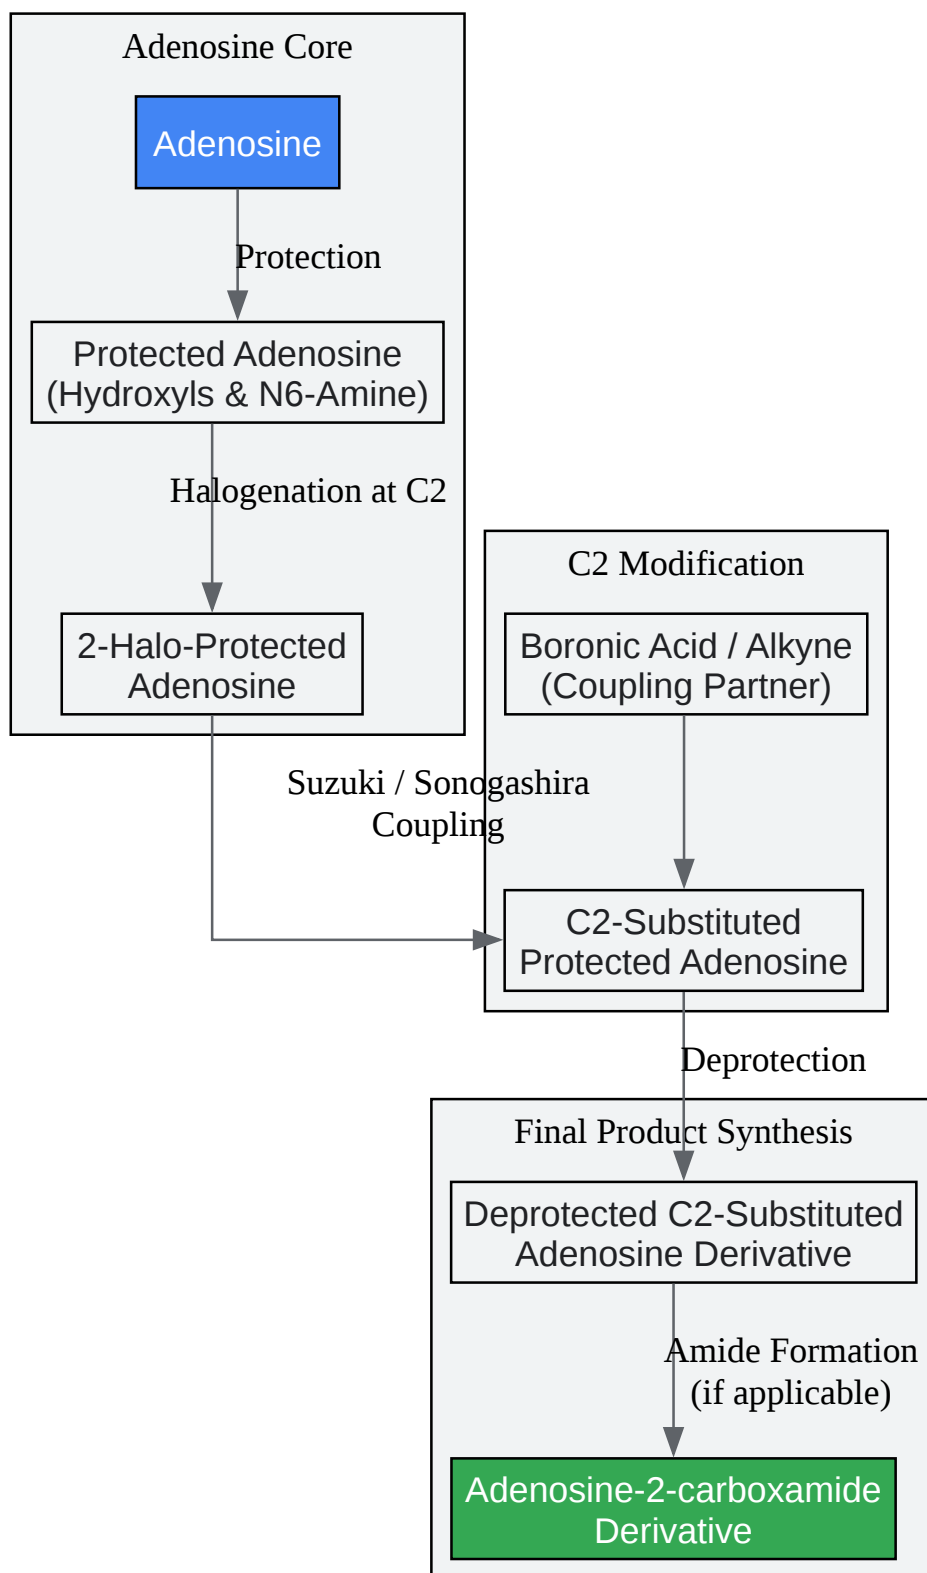 Adenosine Core
Adenosine
Protection
Protected Adenosine
(Hydroxyls & N6-Amine)
Halogenation at C2
2-Halo-Protected
Adenosine
C2 Modification
Boronic Acid / Alkyne
(Coupling Partner)
Suzuki / Sonogashira
Coupling
C2-Substituted
Protected Adenosine
Deprotection
Final Product Synthesis
Deprotected C2-Substituted
Adenosine Derivative
Amide Formation
(if applicable)
Adenosine-2-carboxamide
Derivative